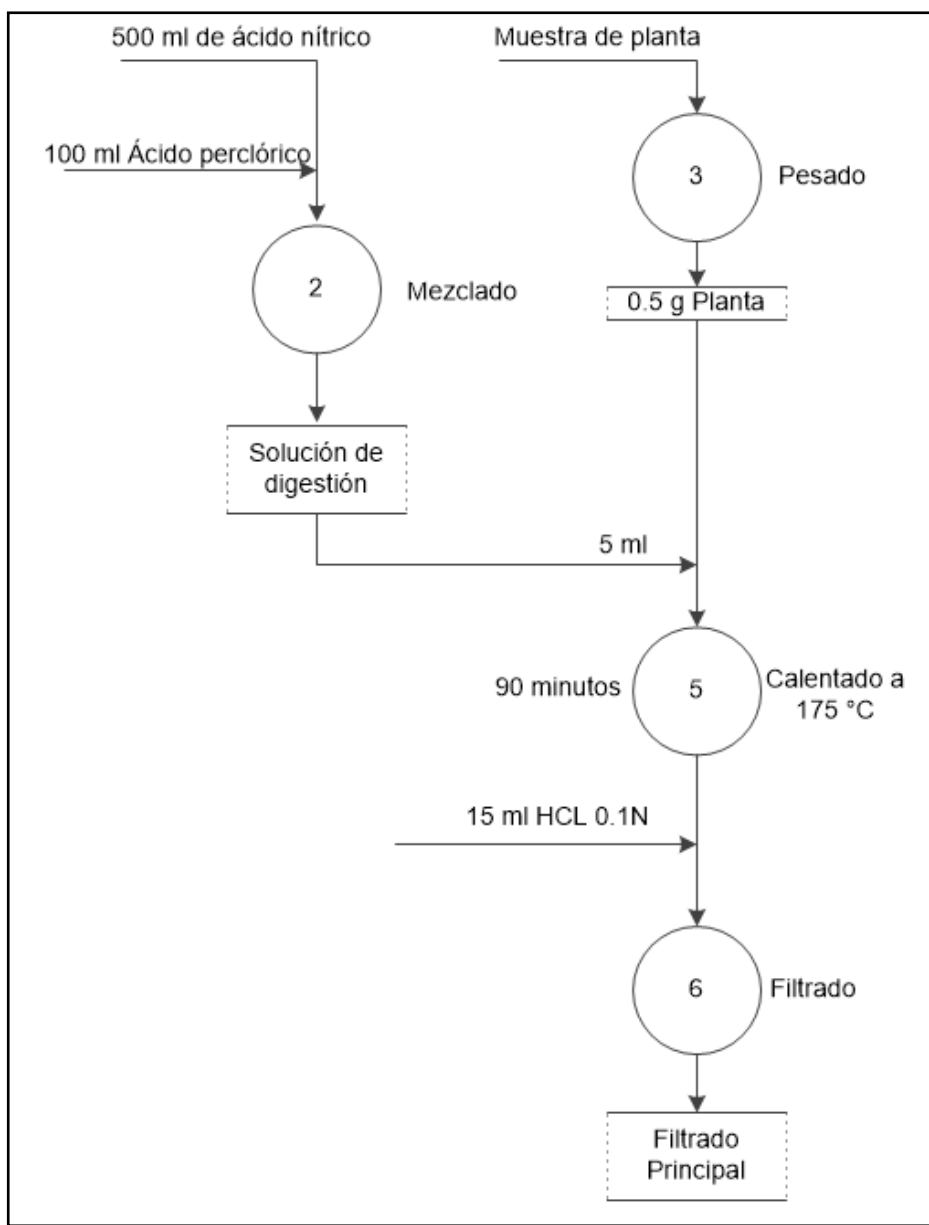 500 ml de ácido nítrico
Muestra de planta
100 ml Ácido perclórico
3
Pesado
2
Mezclado
0.5 g Planta
Solución de
digestión
5 ml
90 minutos
5
Calentado a
175 °C
15 ml HCL 0.1N
6
Filtrado
Filtrado
Principal